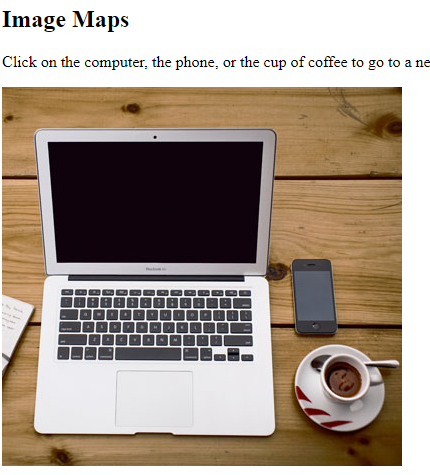 Image Maps
Click on the computer, the phone, or the cup of coffee to go to a ne